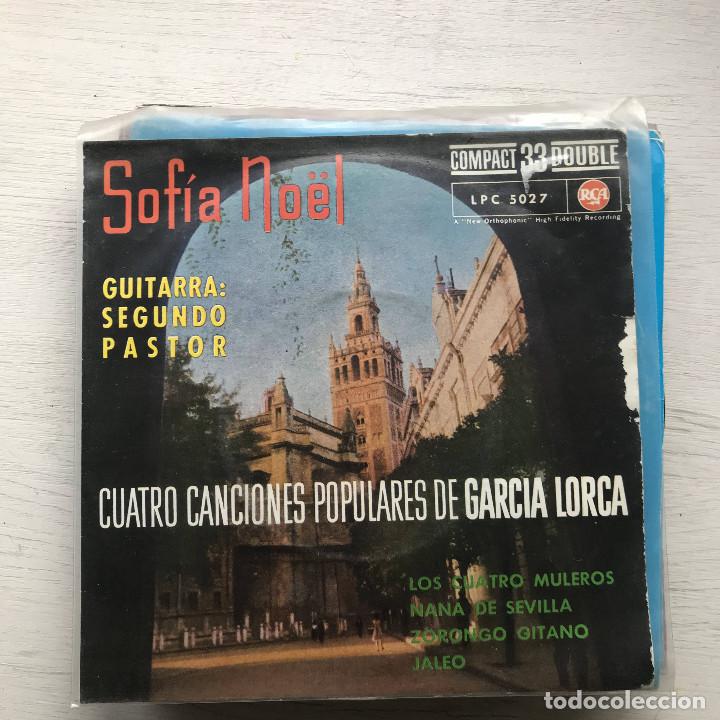 Sofía Noël
COMPACT 33 DOUBLE
LPC 5027
RCA
A "New Orthophonic" High Fidelity Recording
GUITARRA:
SEGUNDO
PASTOR
CUATRO CANCIONES POPULARES DE GARCIA LORCA
LOS CUATRO MULEROS
NANA DE SEVILLA
ZORONGO GITANO
JALEO
todocoleccion